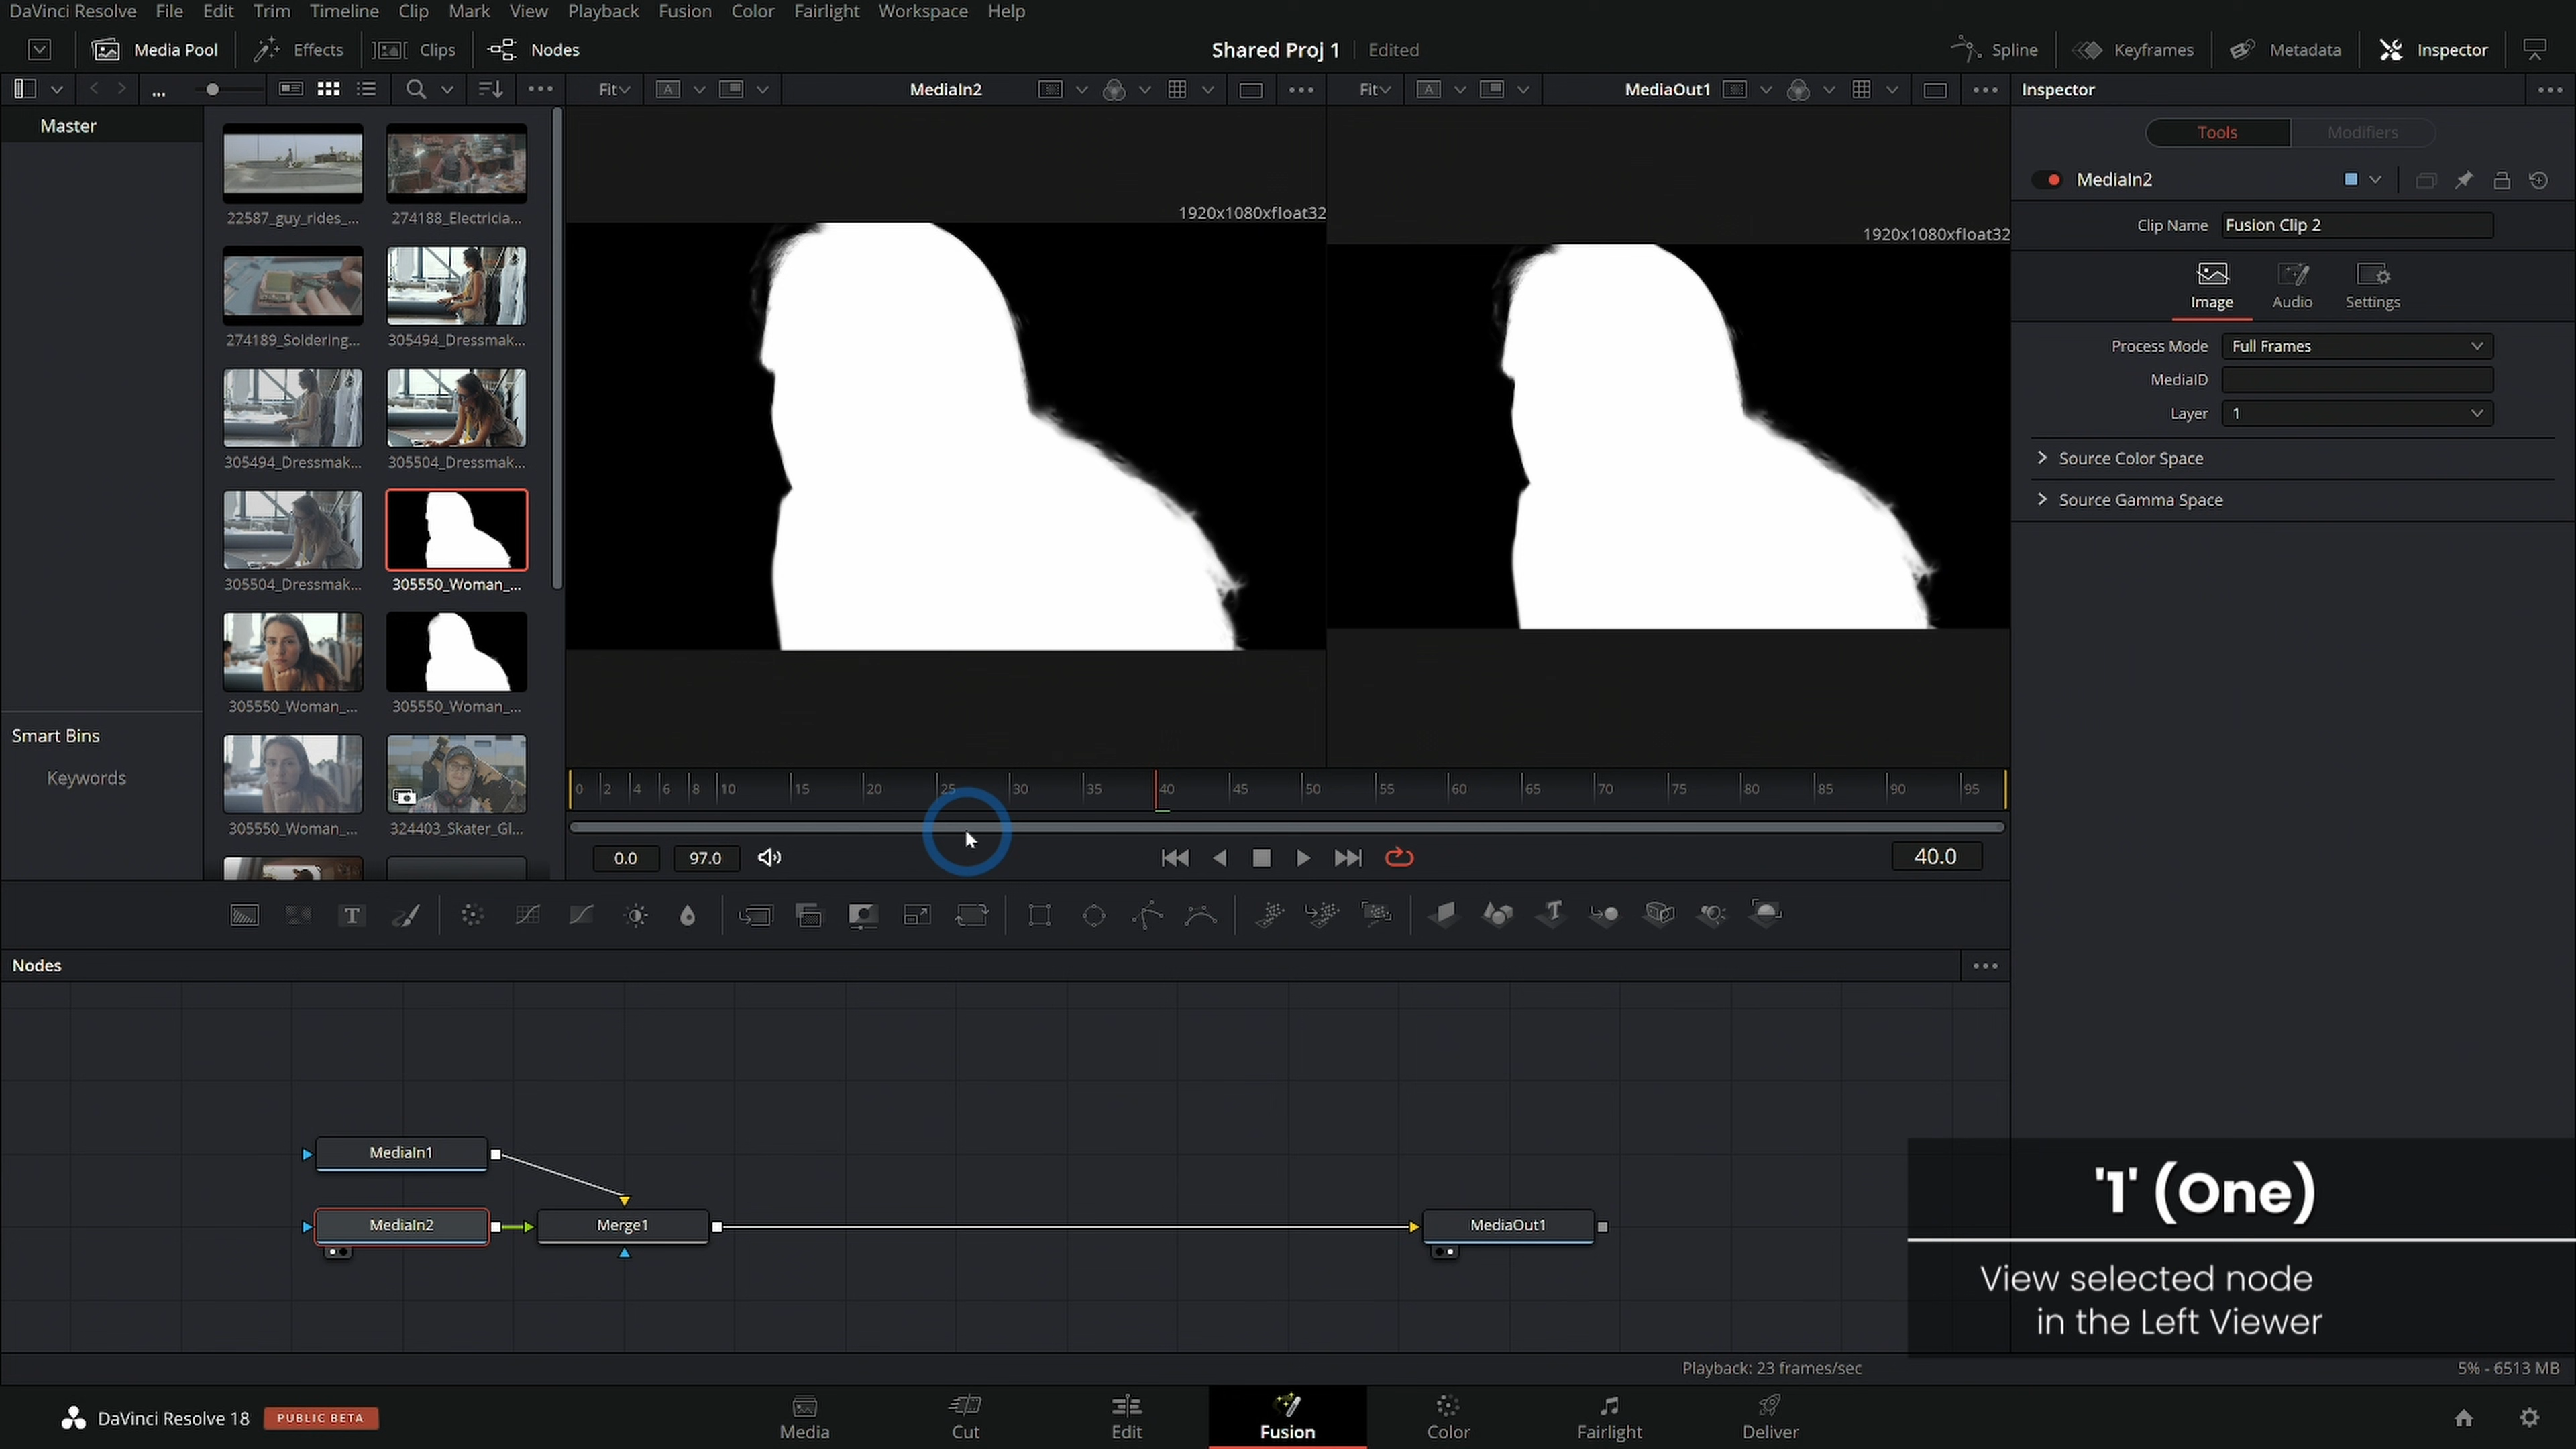 DaVinci Resolve File Edit Trim Timeline Clip Mark View Playback Fusion Color Fairlight Workspace Help
Media Pool Effects Clips Nodes Shared Proj 1 Edited Spline Keyframes Metadata Inspector
... Fit MediaIn2 Fit MediaOut1 Inspector
Master
Tools Modifiers
MediaIn2
22587_guy_rides_... 274188_Electricia...
1920x1080xfloat32
1920x1080xfloat32
Clip Name Fusion Clip 2
Image Audio Settings
274189_Soldering... 305494_Dressmak...
Process Mode Full Frames
MediaID
Layer 1
305494_Dressmak... 305504_Dressmak...
Source Color Space
Source Gamma Space
305504_Dressmak... 305550_Woman_...
305550_Woman_... 305550_Woman_...
Smart Bins
Keywords
305550_Woman_... 324403_Skater_Gl...
0 2 4 6 8 10 15 20 25 30 35 40 45 50 55 60 65 70 75 80 85 90 95
0.0 97.0 40.0
T
Nodes
MediaIn1
MediaIn2 Merge1 MediaOut1
'1' (One)
View selected node
in the Left Viewer
Playback: 23 frames/sec 5% - 6513 MB
DaVinci Resolve 18 PUBLIC BETA Media Cut Edit Fusion Color Fairlight Deliver